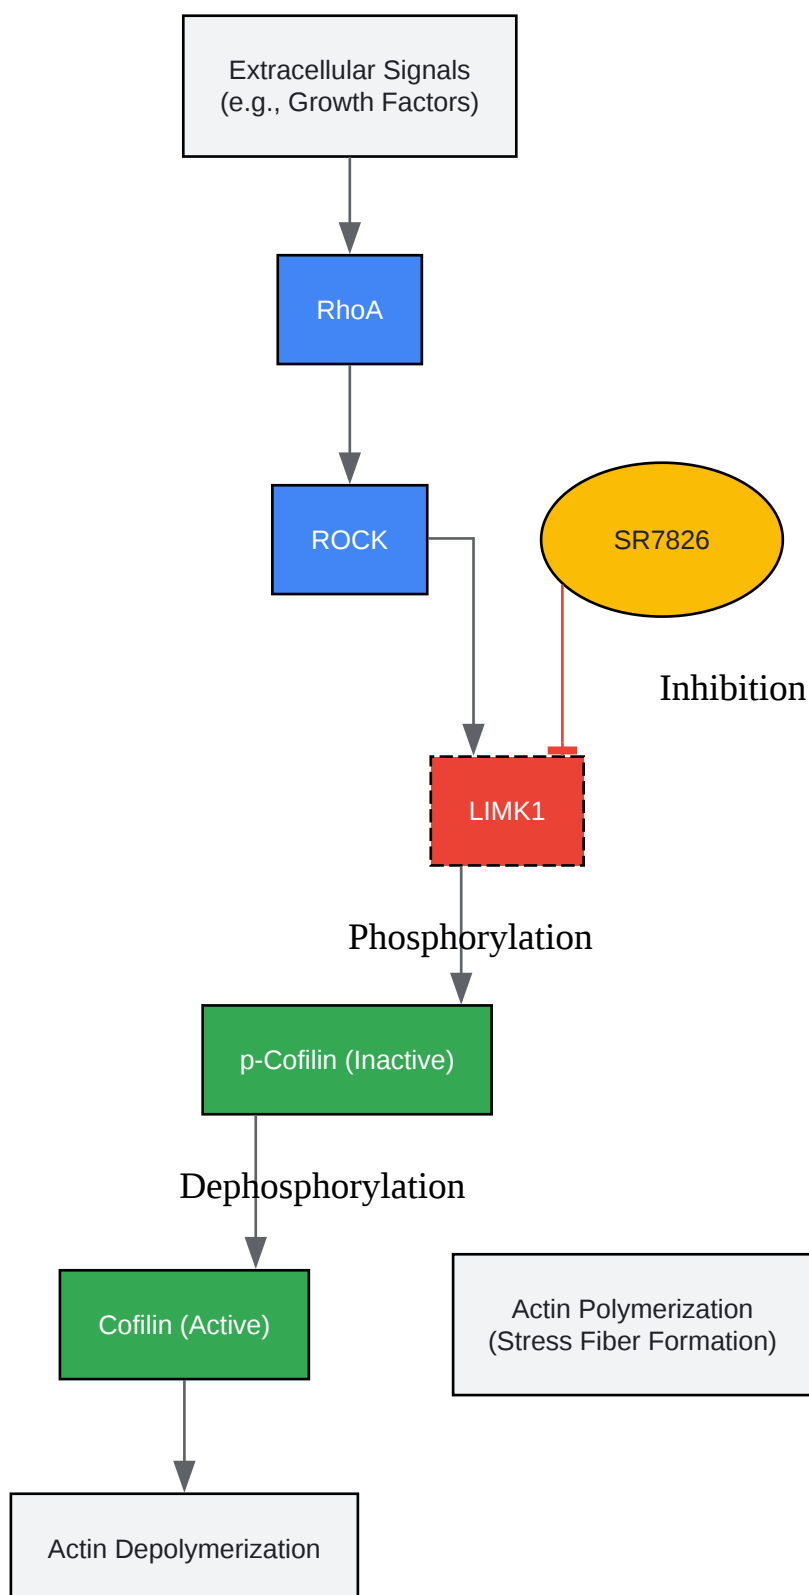 Extracellular Signals
(e.g., Growth Factors)
RhoA
ROCK
SR7826
Inhibition
LIMK1
Phosphorylation
p-Cofilin (Inactive)
Dephosphorylation
Cofilin (Active)
Actin Polymerization
(Stress Fiber Formation)
Actin Depolymerization